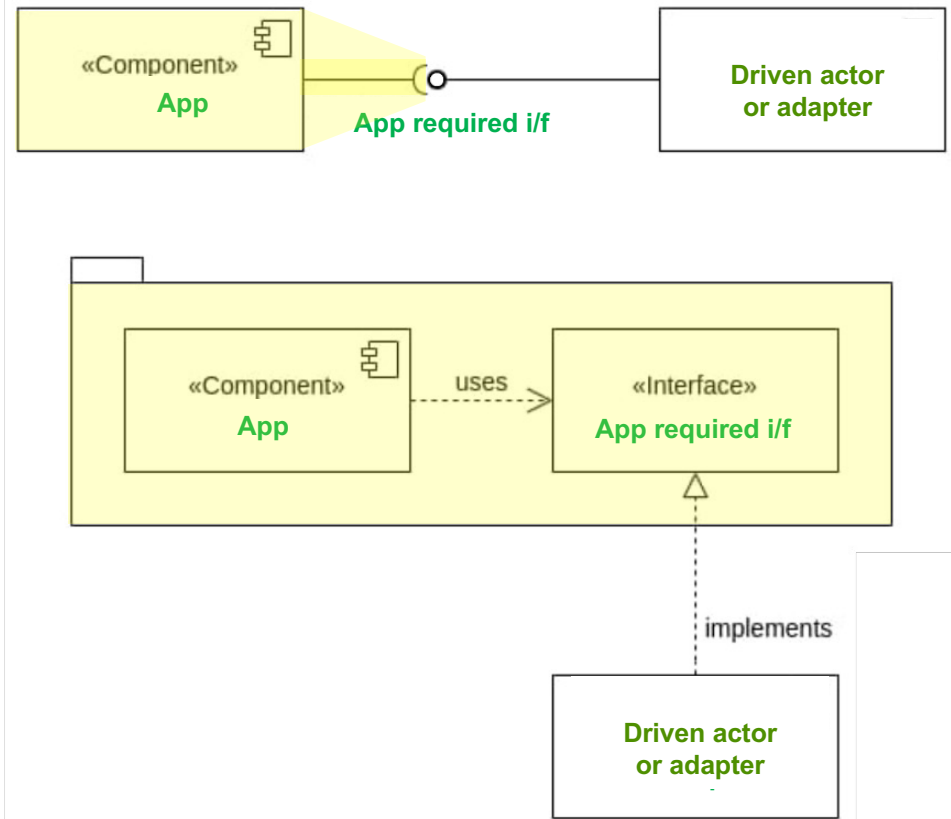 «Component»
App
App required i/f
Driven actor
or adapter
«Component»
App
uses
«Interface»
App required i/f
implements
Driven actor
or adapter